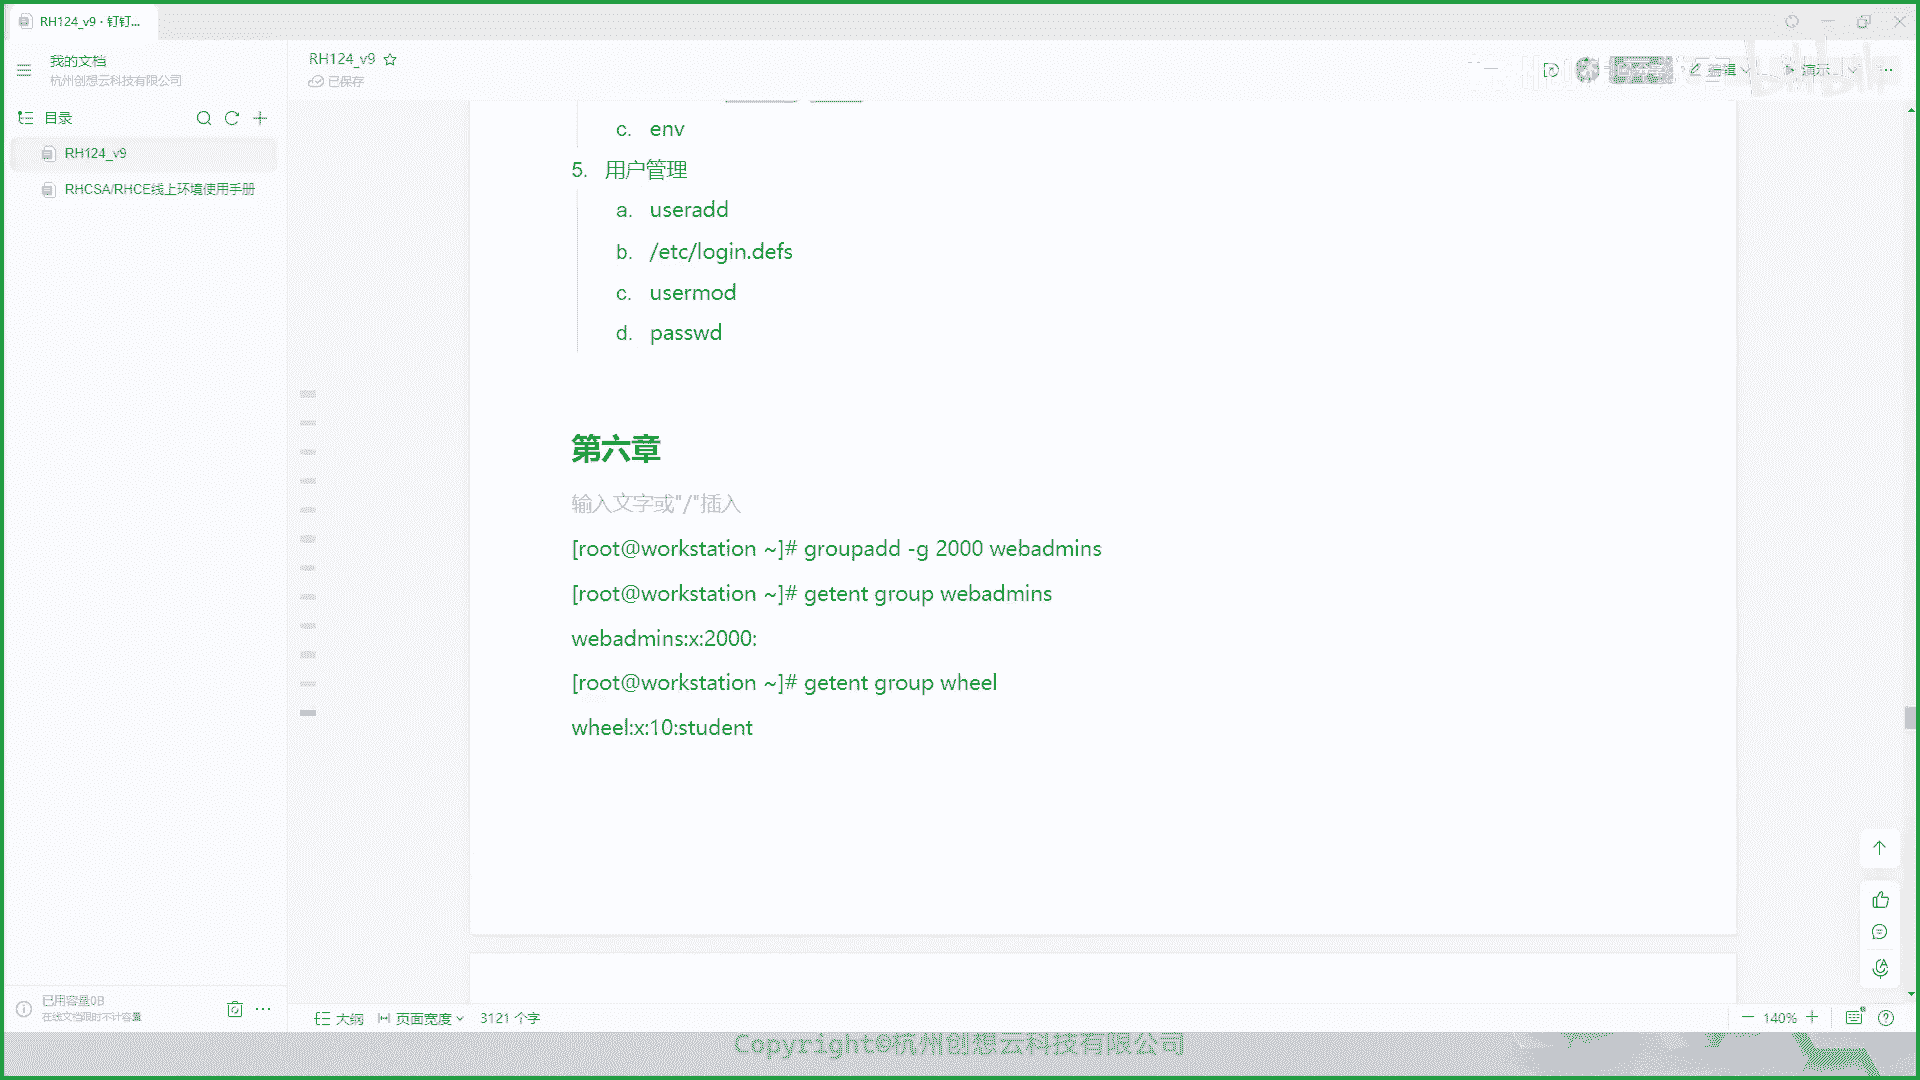 RH124_v9 · 钉钉...
我的文档
杭州创想云科技有限公司
目录
RH124_v9
RHCSA/RHCE线上环境使用手册
RH124_v9
已保存
编辑
演示
c. env
5. 用户管理
a. useradd
b. /etc/login.defs
c. usermod
d. passwd
第六章
输入文字或"/"插入
[root@workstation ~]# groupadd -g 2000 webadmins
[root@workstation ~]# getent group webadmins
webadmins:x:2000:
[root@workstation ~]# getent group wheel
wheel:x:10:student
已用容量0B
在线文档限时不计容量
大纲
页面宽度
3121 个字
140%
Copyright©杭州创想云科技有限公司